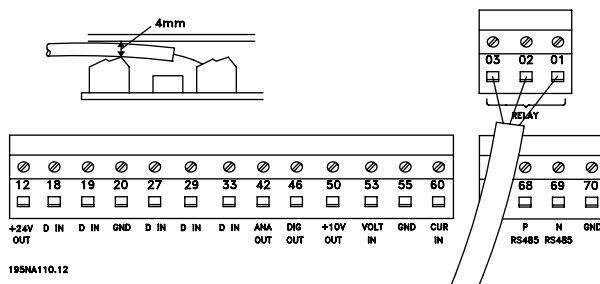 4mm
03 02 01
RELAY
12 18 19 20 27 29 33 42 46 50 53 55 60 68 69 70
+24V OUT D IN D IN GND D IN D IN D IN ANA OUT DIG OUT +10V OUT VOLT IN GND CUR IN P RS485 N RS485 GND
195NA110.12